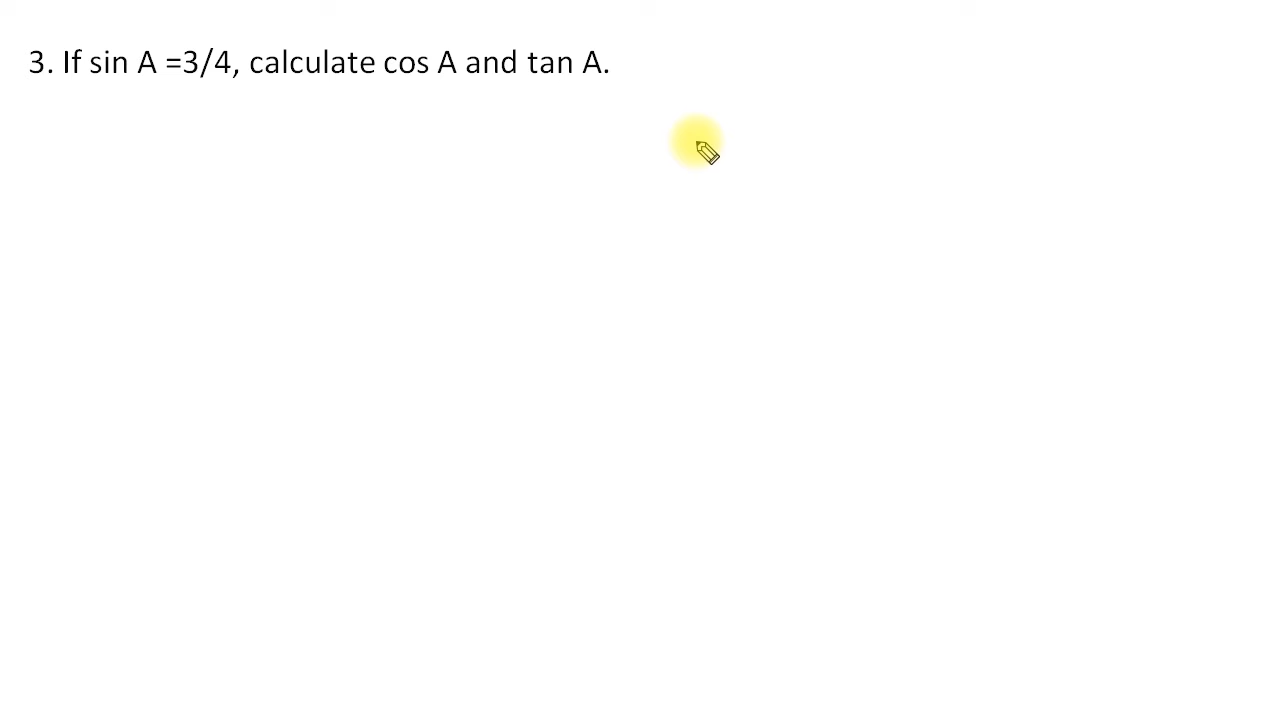 3. If sin A =3/4, calculate cos A and tan A.